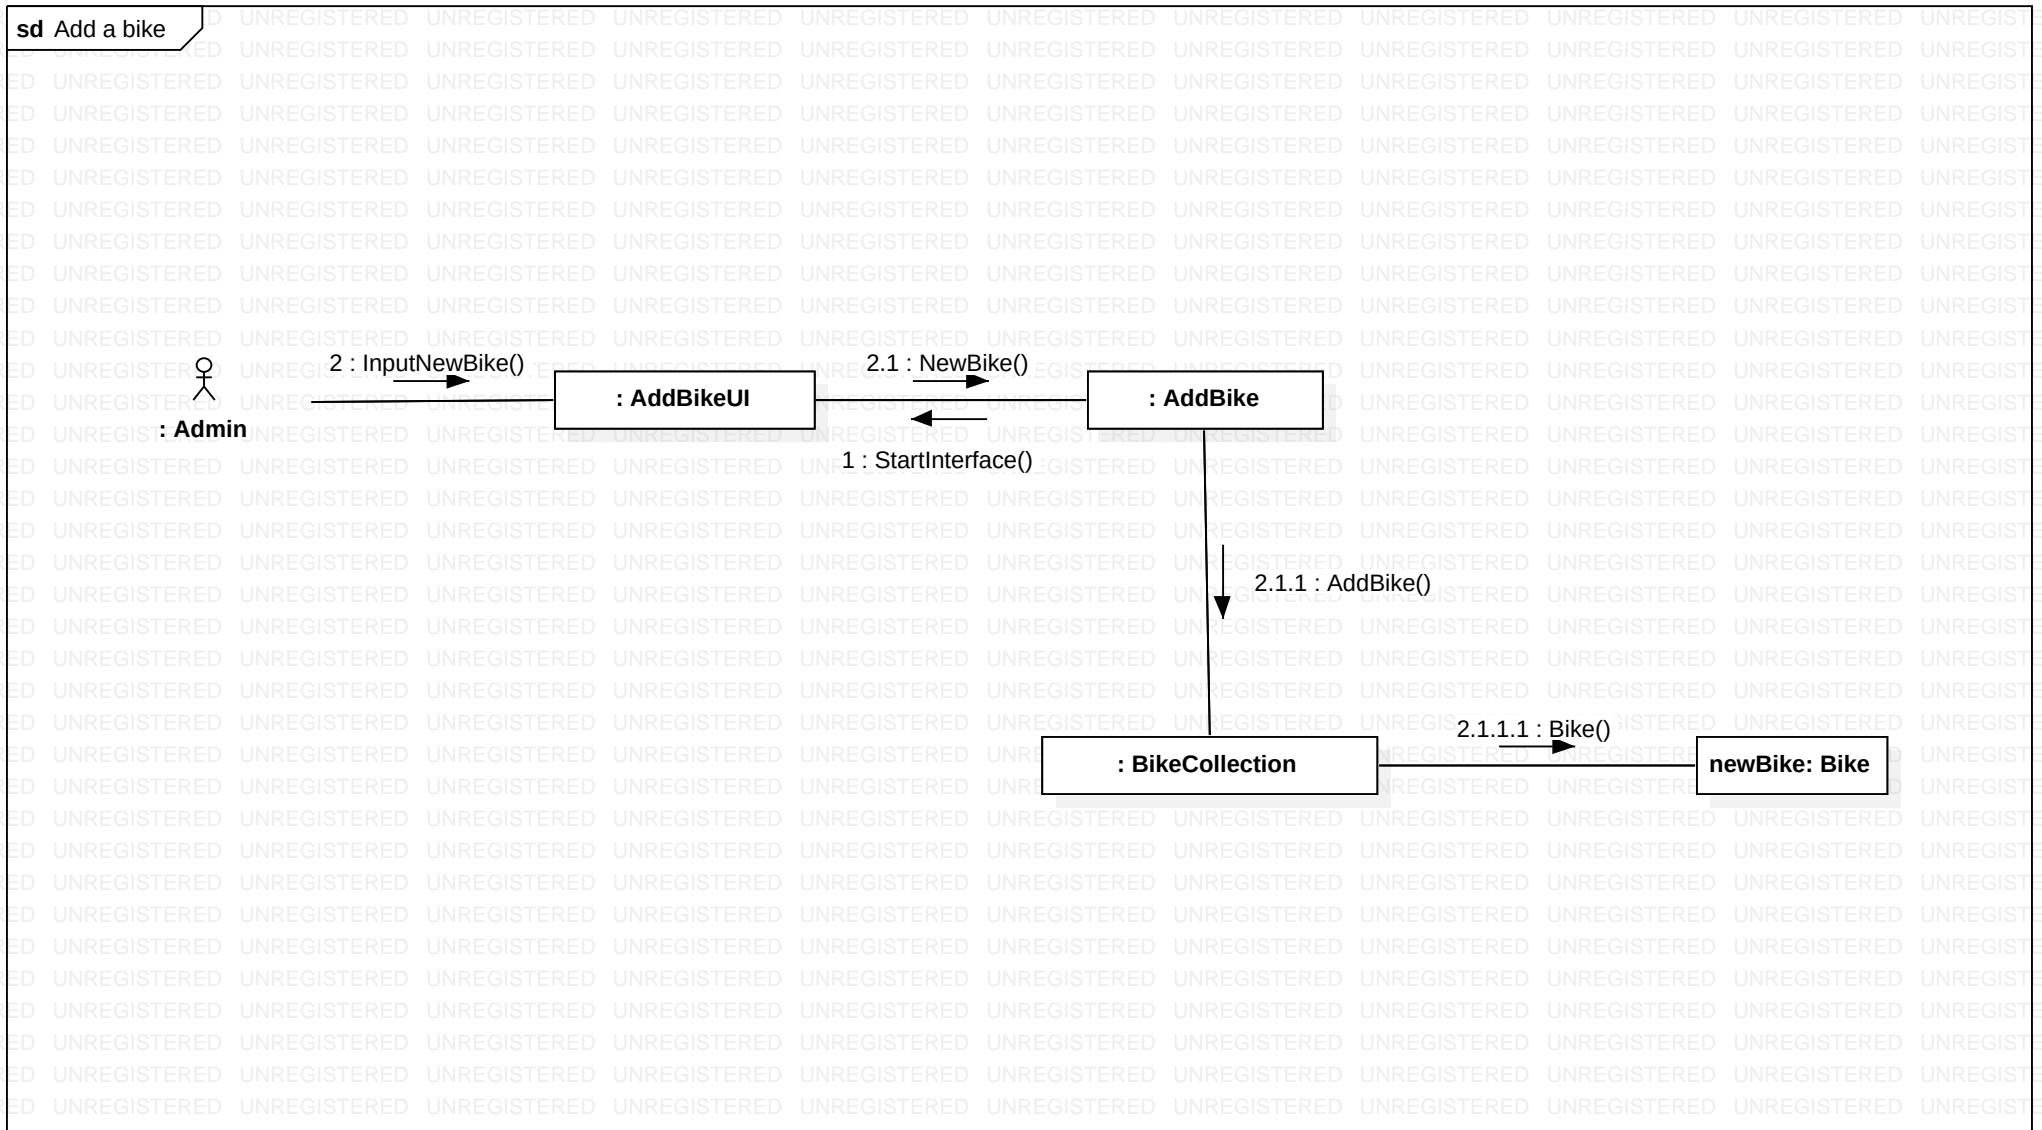 sd Add a bike
2 : InputNewBike()
2.1 : NewBike()
: AddBikeUI
: AddBike
: Admin
1 : StartInterface()
2.1.1 : AddBike()
2.1.1.1 : Bike()
: BikeCollection
newBike: Bike
UNREGISTERED